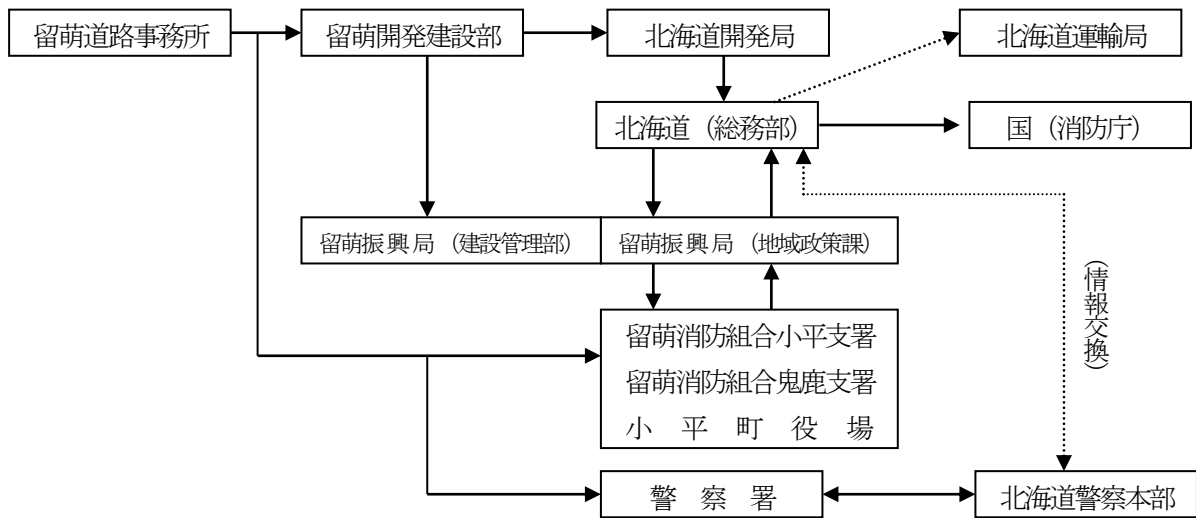 留萌道路事務所
留萌開発建設部
北海道開発局
北海道運輸局
北海道（総務部）
国（消防庁）
留萌振興局（建設管理部）
留萌振興局（地域政策課）
（情報交換）
留萌消防組合小平支署
留萌消防組合鬼鹿支署
小平町役場
警察署
北海道警察本部